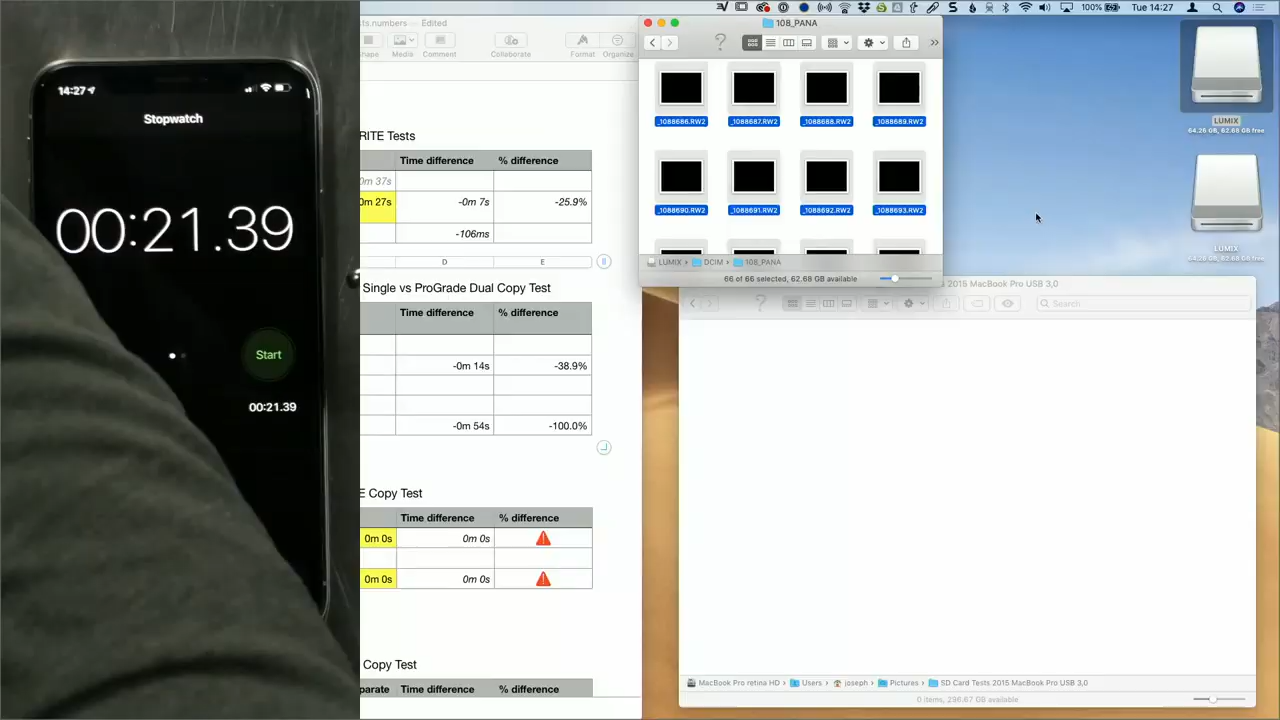 14:27
Stopwatch
00:21.39
Start
00:21.39
ts.numbers — Edited
hape
Media
Comment
Collaborate
Format
Organize
RITE Tests
Time difference
% difference
0m 37s
0m 27s
-0m 7s
-25.9%
-106ms
D
E
8
Single vs ProGrade Dual Copy Test
Time difference
% difference
-0m 14s
-38.9%
-0m 54s
-100.0%
E Copy Test
Time difference
% difference
0m 0s
0m 0s
0m 0s
0m 0s
Copy Test
parate
Time difference
% difference
100%
Tue 14:27
108_PANA
_1088686.RW2
_1088687.RW2
_1088688.RW2
_1088689.RW2
_1088690.RW2
_1088691.RW2
_1088692.RW2
_1088693.RW2
LUMIX › DCIM › 108_PANA
66 of 66 selected, 62.68 GB available
LUMIX
64.26 GB, 62.68 GB free
LUMIX
64.26 GB, 62.68 GB free
2015 MacBook Pro USB 3,0
Search
MacBook Pro retina HD › Users › joseph › Pictures › SD Card Tests 2015 MacBook Pro USB 3,0
0 items, 296.67 GB available